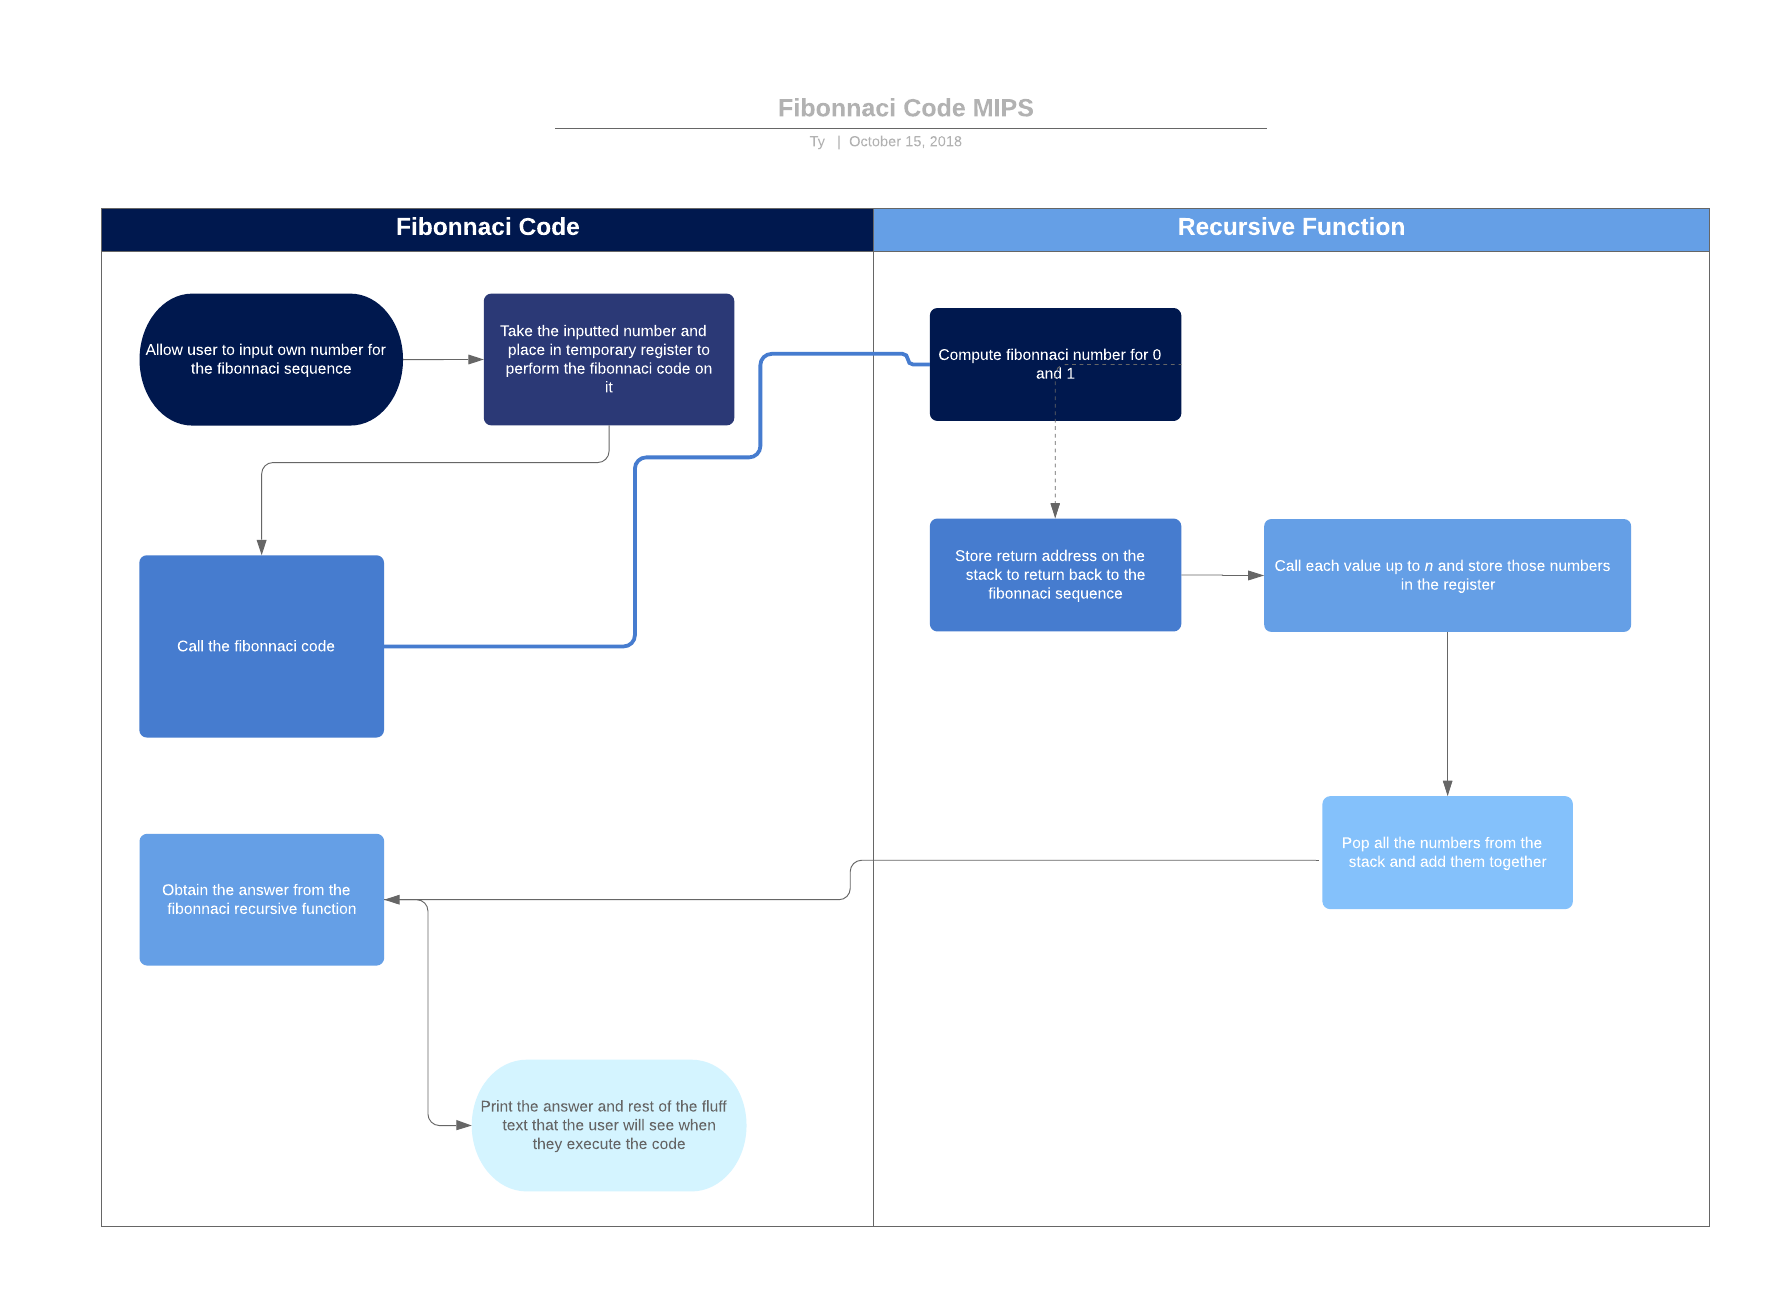 Fibonnaci Code MIPS
Ty | October 15, 2018
Fibonnaci Code
Recursive Function
Allow user to input own number for
the fibonnaci sequence
Take the inputted number and
place in temporary register to
perform the fibonnaci code on
it
Compute fibonnaci number for 0
and 1
Store return address on the
stack to return back to the
fibonnaci sequence
Call each value up to n and store those numbers
in the register
Call the fibonnaci code
Pop all the numbers from the
stack and add them together
Obtain the answer from the
fibonnaci recursive function
Print the answer and rest of the fluff
text that the user will see when
they execute the code